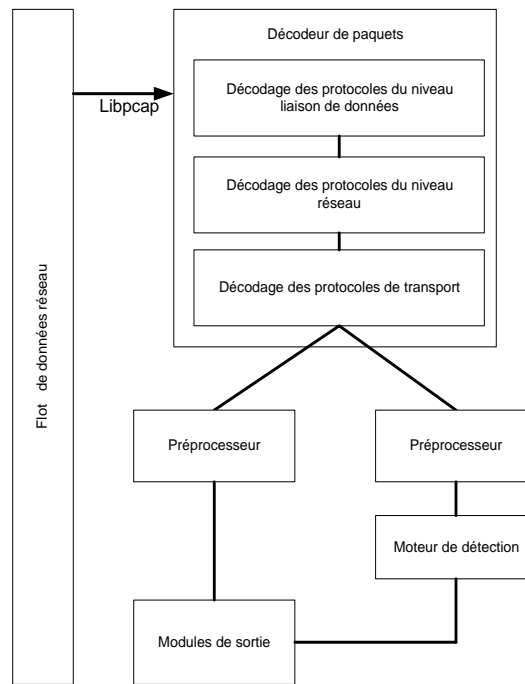 Décodeur de paquets
Décodage des protocoles du niveau
liaison de données
Libpcap
Décodage des protocoles du niveau
réseau
Décodage des protocoles de transport
Flot de données réseau
Préprocesseur
Préprocesseur
Moteur de détection
Modules de sortie